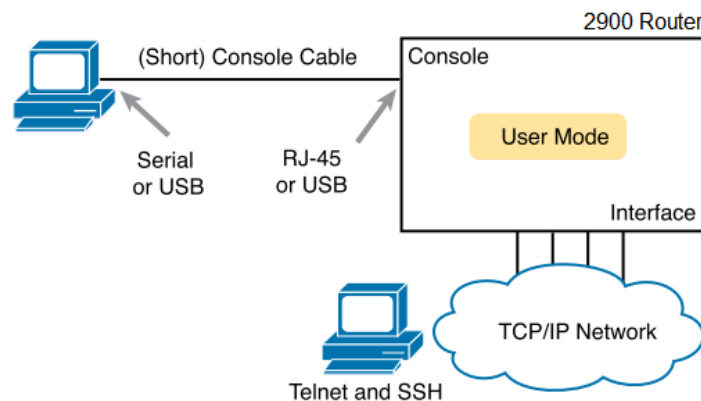 2900 Router
(Short) Console Cable
Console
User Mode
Serial
or USB
RJ-45
or USB
Interface
TCP/IP Network
Telnet and SSH